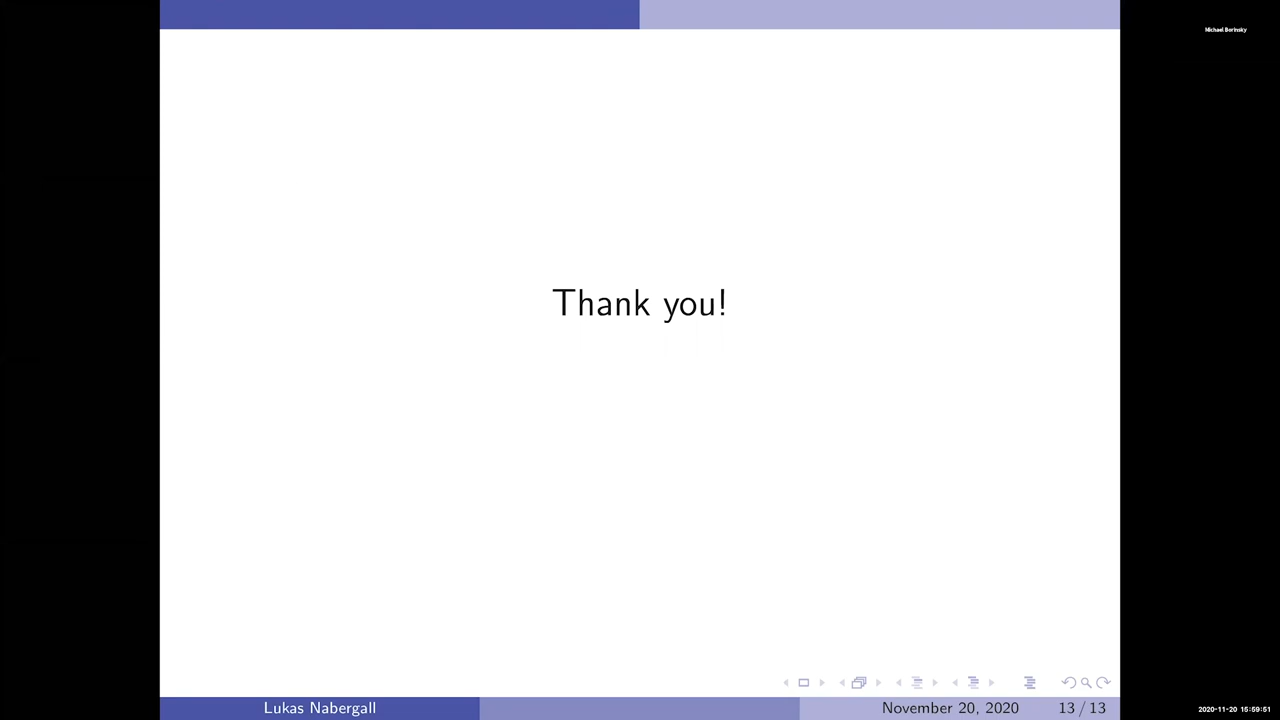 Michael Borinsky
Thank you!
Lukas Nabergall
November 20, 2020
13 / 13
2020-11-20 15:59:51